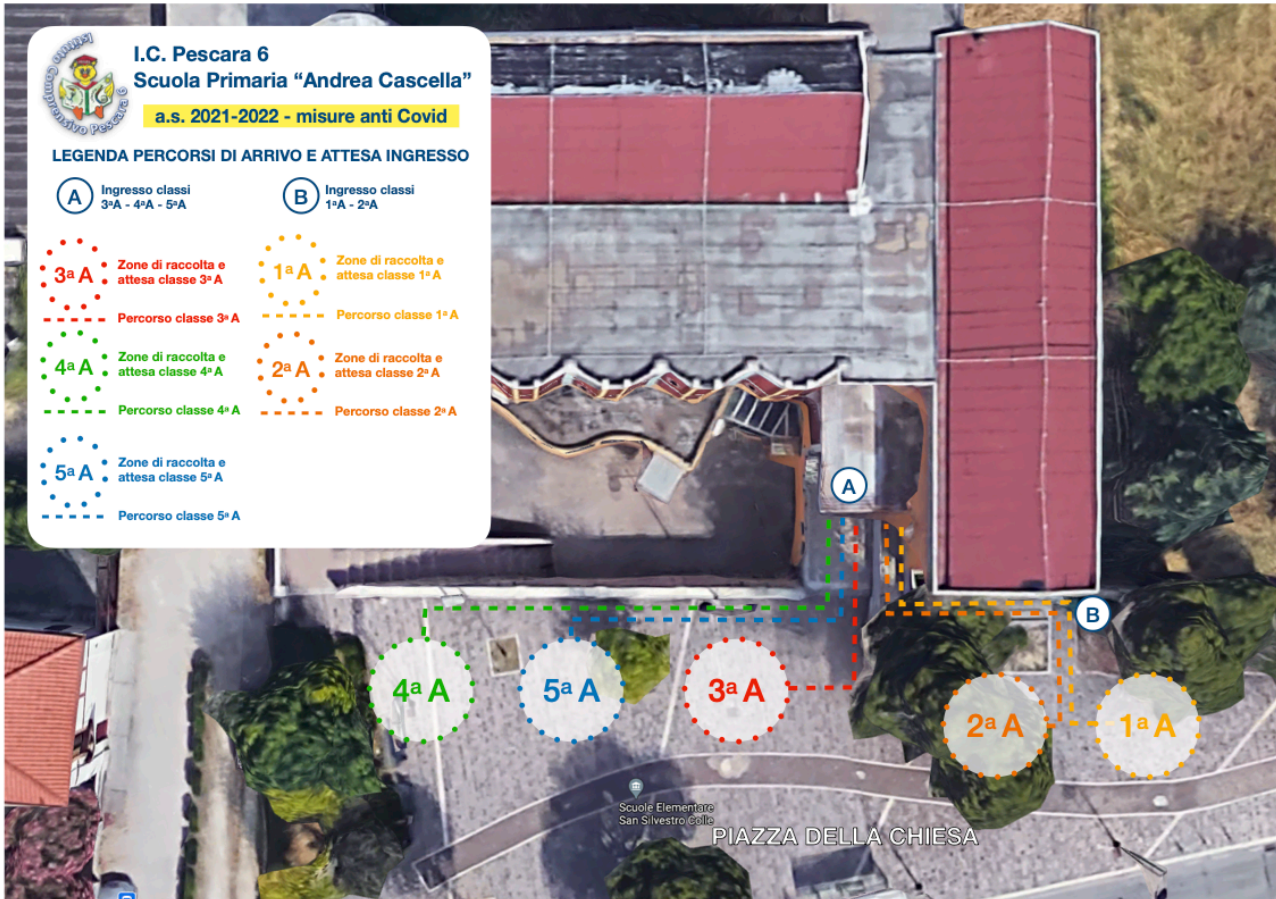 Istituto Comprensivo Pescara 6
I.C. Pescara 6
Scuola Primaria “Andrea Cascella”
a.s. 2021-2022 - misure anti Covid
LEGENDA PERCORSI DI ARRIVO E ATTESA INGRESSO
A
Ingresso classi
3ªA - 4ªA - 5ªA
B
Ingresso classi
1ªA - 2ªA
3ª A
Zone di raccolta e
attesa classe 3ª A
Percorso classe 3ª A
1ª A
Zone di raccolta e
attesa classe 1ª A
Percorso classe 1ª A
4ª A
Zone di raccolta e
attesa classe 4ª A
Percorso classe 4ª A
2ª A
Zone di raccolta e
attesa classe 2ª A
Percorso classe 2ª A
5ª A
Zone di raccolta e
attesa classe 5ª A
Percorso classe 5ª A
A
B
4ª A
5ª A
3ª A
2ª A
1ª A
Scuole Elementare
San Silvestro Colle
PIAZZA DELLA CHIESA